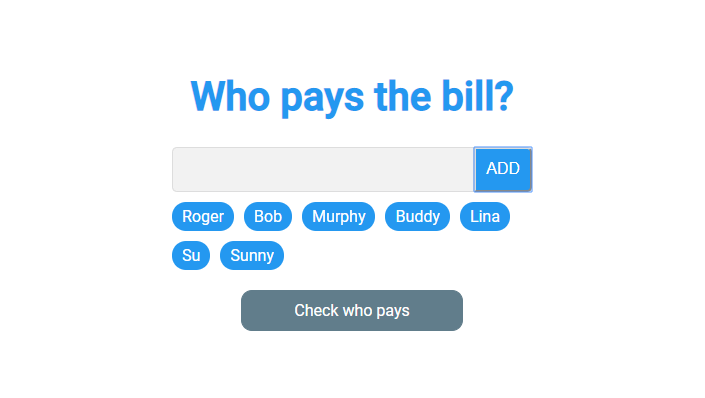 Who pays the bill?
ADD
Roger Bob Murphy Buddy Lina
Su Sunny
Check who pays